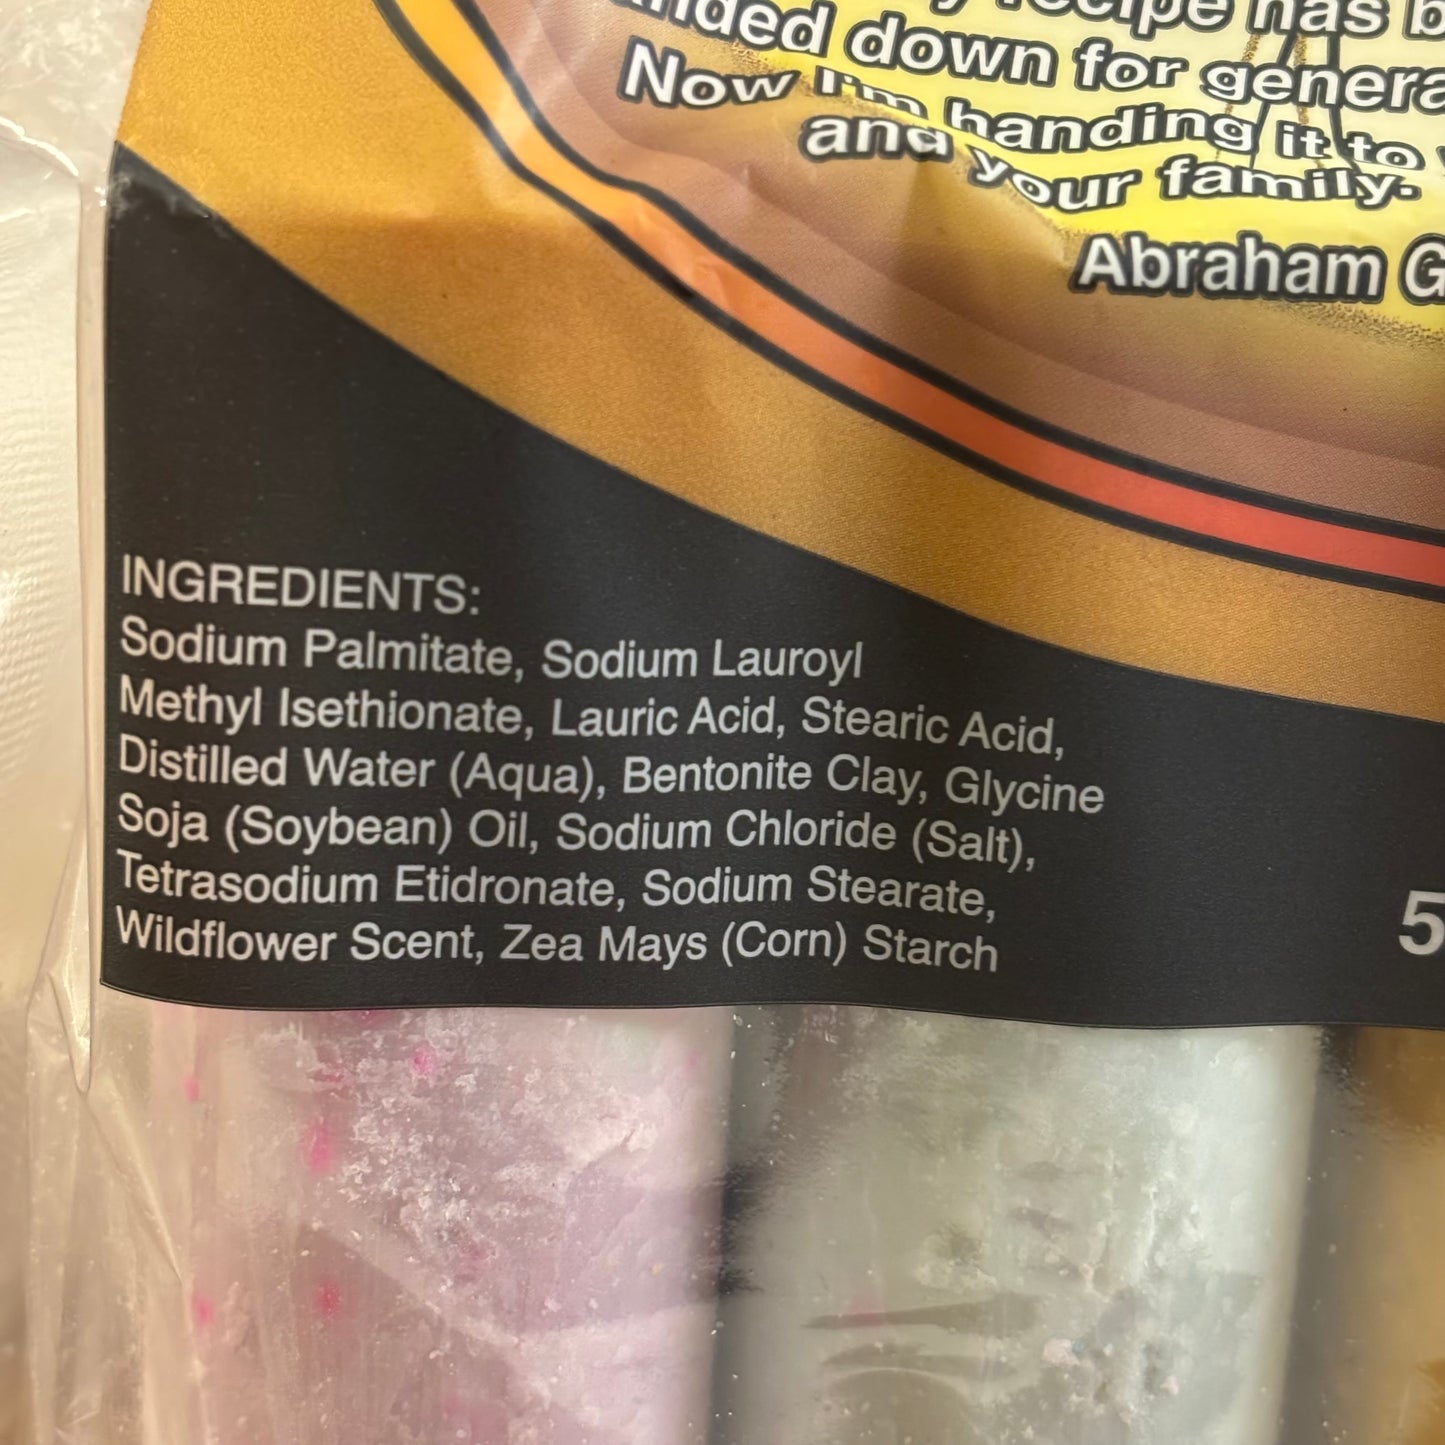 recipe has
down for
Now I'm handing it to
and your family.
Abraham G
INGREDIENTS:
Sodium Palmitate, Sodium Lauroyl
Methyl Isethionate, Lauric Acid, Stearic Acid,
Distilled Water (Aqua), Bentonite Clay, Glycine
Soja (Soybean) Oil, Sodium Chloride (Salt),
Tetrasodium Etidronate, Sodium Stearate,
Wildflower Scent, Zea Mays (Corn) Starch
5